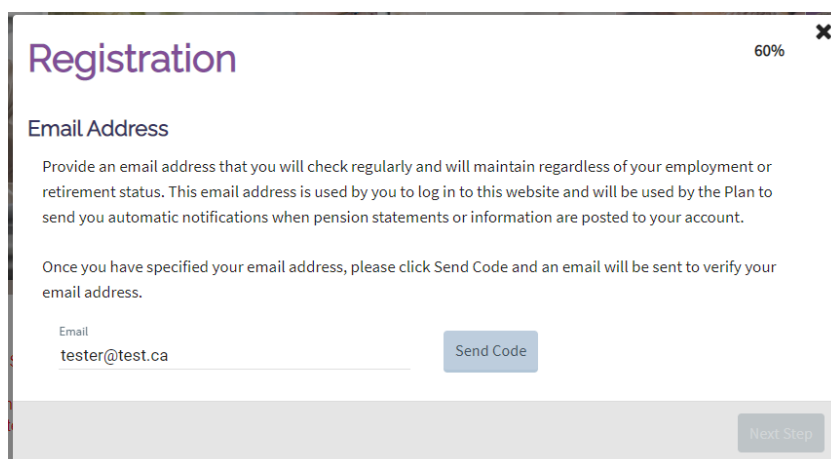 Registration
60%
Email Address
Provide an email address that you will check regularly and will maintain regardless of your employment or
retirement status. This email address is used by you to log in to this website and will be used by the Plan to
send you automatic notifications when pension statements or information are posted to your account.
Once you have specified your email address, please click Send Code and an email will be sent to verify your
email address.
Email
tester@test.ca
Send Code
Next Step